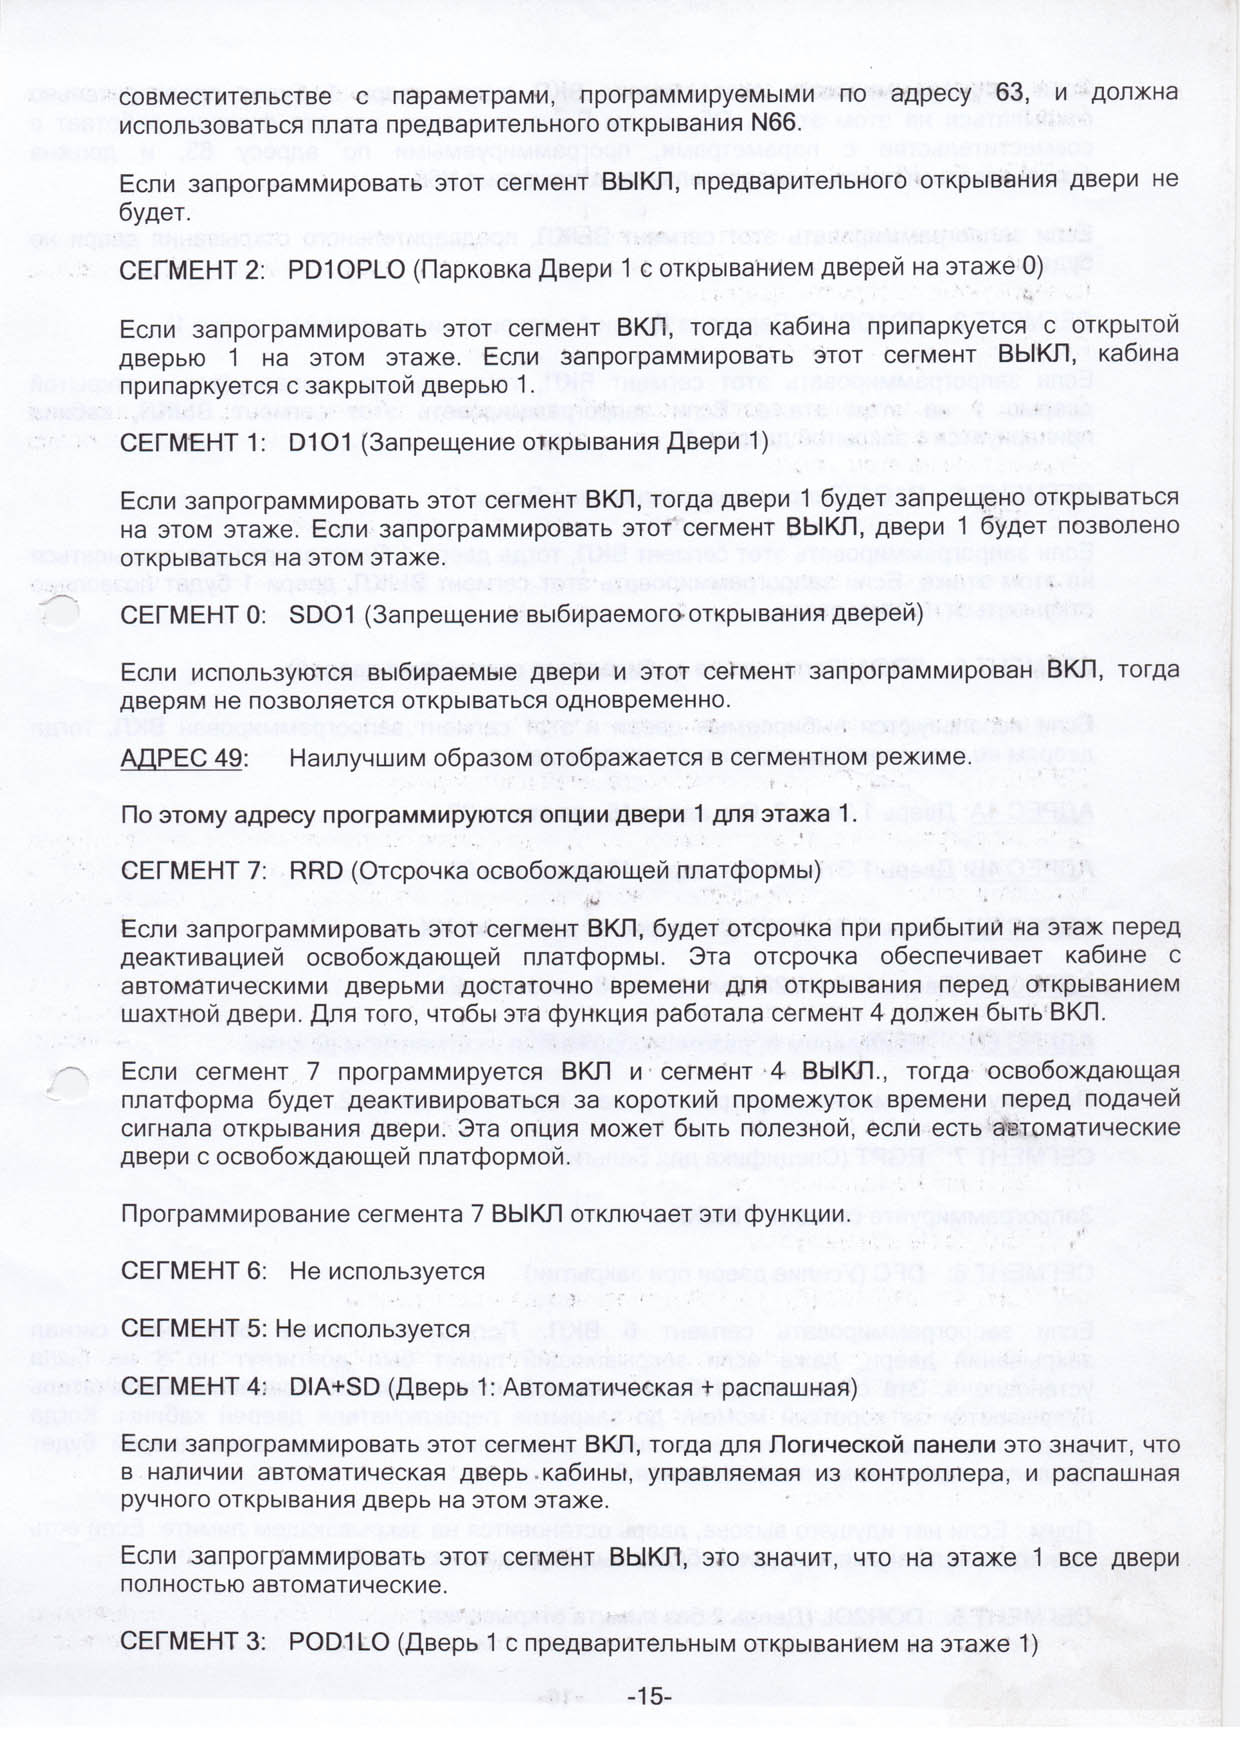 совместительстве с параметрами, программируемыми по адресу 63, и должна
использоваться плата предварительного открывания N66.
Если запрограммировать этот сегмент ВЫКЛ, предварительного открывания двери не
будет.
СЕГМЕНТ 2: PD1OPLO (Парковка Двери 1 с открыванием дверей на этаже 0)
Если запрограммировать этот сегмент ВКЛ, тогда кабина припаркуется с открытой
дверью 1 на этом этаже. Если запрограммировать этот сегмент ВЫКЛ, кабина
припаркуется с закрытой дверью 1.
СЕГМЕНТ 1: D1O1 (Запрещение открывания Двери 1)
Если запрограммировать этот сегмент ВКЛ, тогда двери 1 будет запрещено открываться
на этом этаже. Если запрограммировать этот сегмент ВЫКЛ, двери 1 будет позволено
открываться на этом этаже.
СЕГМЕНТ 0: SDO1 (Запрещение выбираемого открывания дверей)
Если используются выбираемые двери и этот сегмент запрограммирован ВКЛ, тогда
дверям не позволяется открываться одновременно.
АДРЕС 49: Наилучшим образом отображается в сегментном режиме.
По этому адресу программируются опции двери 1 для этажа 1.
СЕГМЕНТ 7: RRD (Отсрочка освобождающей платформы)
Если запрограммировать этот сегмент ВКЛ, будет отсрочка при прибытии на этаж перед
деактивацией освобождающей платформы. Эта отсрочка обеспечивает кабине с
автоматическими дверьми достаточно времени для открывания перед открыванием
шахтной двери. Для того, чтобы эта функция работала сегмент 4 должен быть ВКЛ.
Если сегмент 7 программируется ВКЛ и сегмент 4 ВЫКЛ., тогда освобождающая
платформа будет деактивироваться за короткий промежуток времени перед подачей
сигнала открывания двери. Эта опция может быть полезной, если есть автоматические
двери с освобождающей платформой.
Программирование сегмента 7 ВЫКЛ отключает эти функции.
СЕГМЕНТ 6: Не используется
СЕГМЕНТ 5: Не используется
СЕГМЕНТ 4: DIA+SD (Дверь 1: Автоматическая + распашная)
Если запрограммировать этот сегмент ВКЛ, тогда для Логической панели это значит, что
в наличии автоматическая дверь кабины, управляемая из контроллера, и распашная
ручного открывания дверь на этом этаже.
Если запрограммировать этот сегмент ВЫКЛ, это значит, что на этаже 1 все двери
полностью автоматические.
СЕГМЕНТ 3: POD1LO (Дверь 1 с предварительным открыванием на этаже 1)
-15-